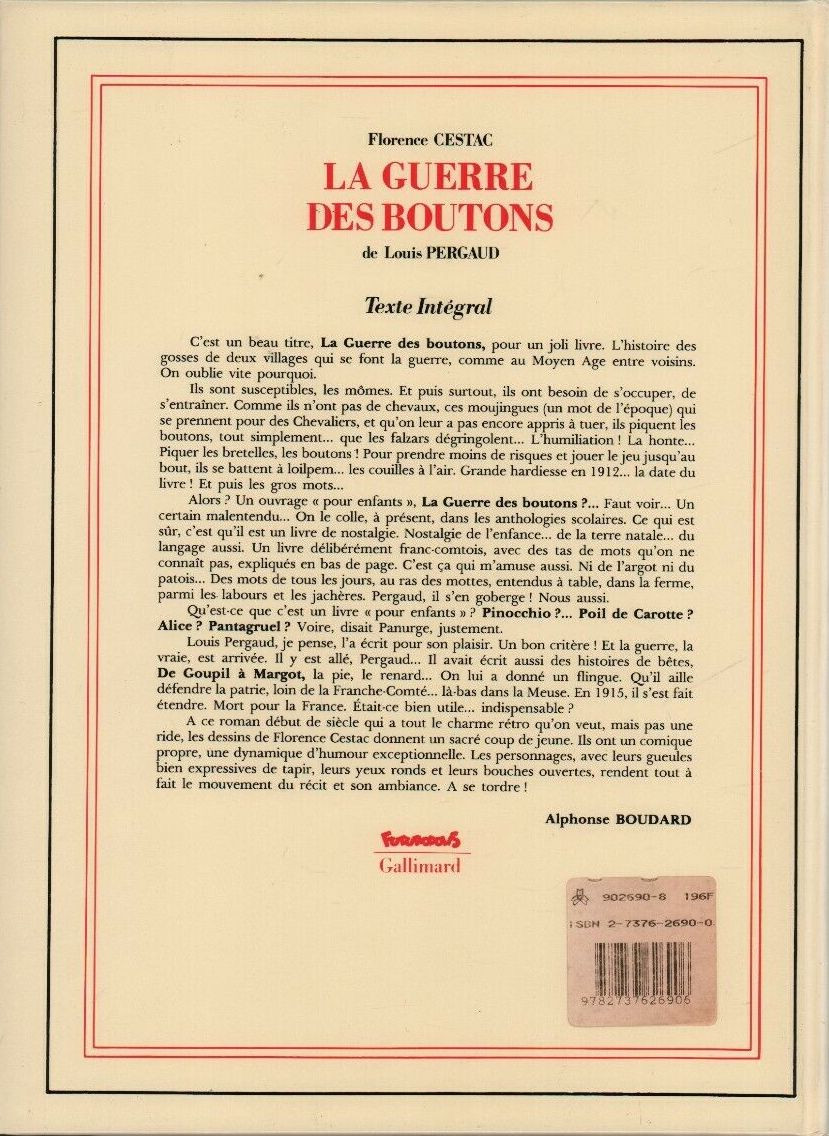 Florence CESTAC
LA GUERRE
DES BOUTONS
de Louis PERGAUD
Texte Intégral
C'est un beau titre, La Guerre des boutons, pour un joli livre. L'histoire des
gosses de deux villages qui se font la guerre, comme au Moyen Age entre voisins.
On oublie vite pourquoi.
Ils sont susceptibles, les mômes. Et puis surtout, ils ont besoin de s'occuper, de
s'entraîner. Comme ils n'ont pas de chevaux, ces moujingues (un mot de l'époque) qui
se prennent pour des Chevaliers, et qu'on leur a pas encore appris à tuer, ils piquent les
boutons, tout simplement... que les falzars dégringolent... L'humiliation ! La honte...
Piquer les bretelles, les boutons ! Pour prendre moins de risques et jouer le jeu jusqu'au
bout, ils se battent à loilpem... les couilles à l'air. Grande hardiesse en 1912... la date du
livre ! Et puis les gros mots...
Alors ? Un ouvrage « pour enfants », La Guerre des boutons ?... Faut voir... Un
certain malentendu... On le colle, à présent, dans les anthologies scolaires. Ce qui est
sûr, c'est qu'il est un livre de nostalgie. Nostalgie de l'enfance... de la terre natale... du
langage aussi. Un livre délibérément franc-comtois, avec des tas de mots qu'on ne
connaît pas, expliqués en bas de page. C'est ça qui m'amuse aussi. Ni de l'argot ni du
patois... Des mots de tous les jours, au ras des mottes, entendus à table, dans la ferme,
parmi les labours et les jachères. Pergaud, il s'en goberge ! Nous aussi.
Qu'est-ce que c'est un livre « pour enfants » ? Pinocchio ?... Poil de Carotte ?
Alice ? Pantagruel ? Voire, disait Panurge, justement.
Louis Pergaud, je pense, l'a écrit pour son plaisir. Un bon critère ! Et la guerre, la
vraie, est arrivée. Il y est allé, Pergaud... Il avait écrit aussi des histoires de bêtes,
De Goupil à Margot, la pie, le renard... On lui a donné un flingue. Qu'il aille
défendre la patrie, loin de la Franche-Comté... là-bas dans la Meuse. En 1915, il s'est fait
étendre. Mort pour la France. Était-ce bien utile... indispensable ?
A ce roman début de siècle qui a tout le charme rétro qu'on veut, mais pas une
ride, les dessins de Florence Cestac donnent un sacré coup de jeune. Ils ont un comique
propre, une dynamique d'humour exceptionnelle. Les personnages, avec leurs gueules
bien expressives de tapir, leurs yeux ronds et leurs bouches ouvertes, rendent tout à
fait le mouvement du récit et son ambiance. A se tordre !
Alphonse BOUDARD
FUTUROPOLIS
Gallimard
902690-8 196F
ISBN 2-7376-2690-0
9782737626906